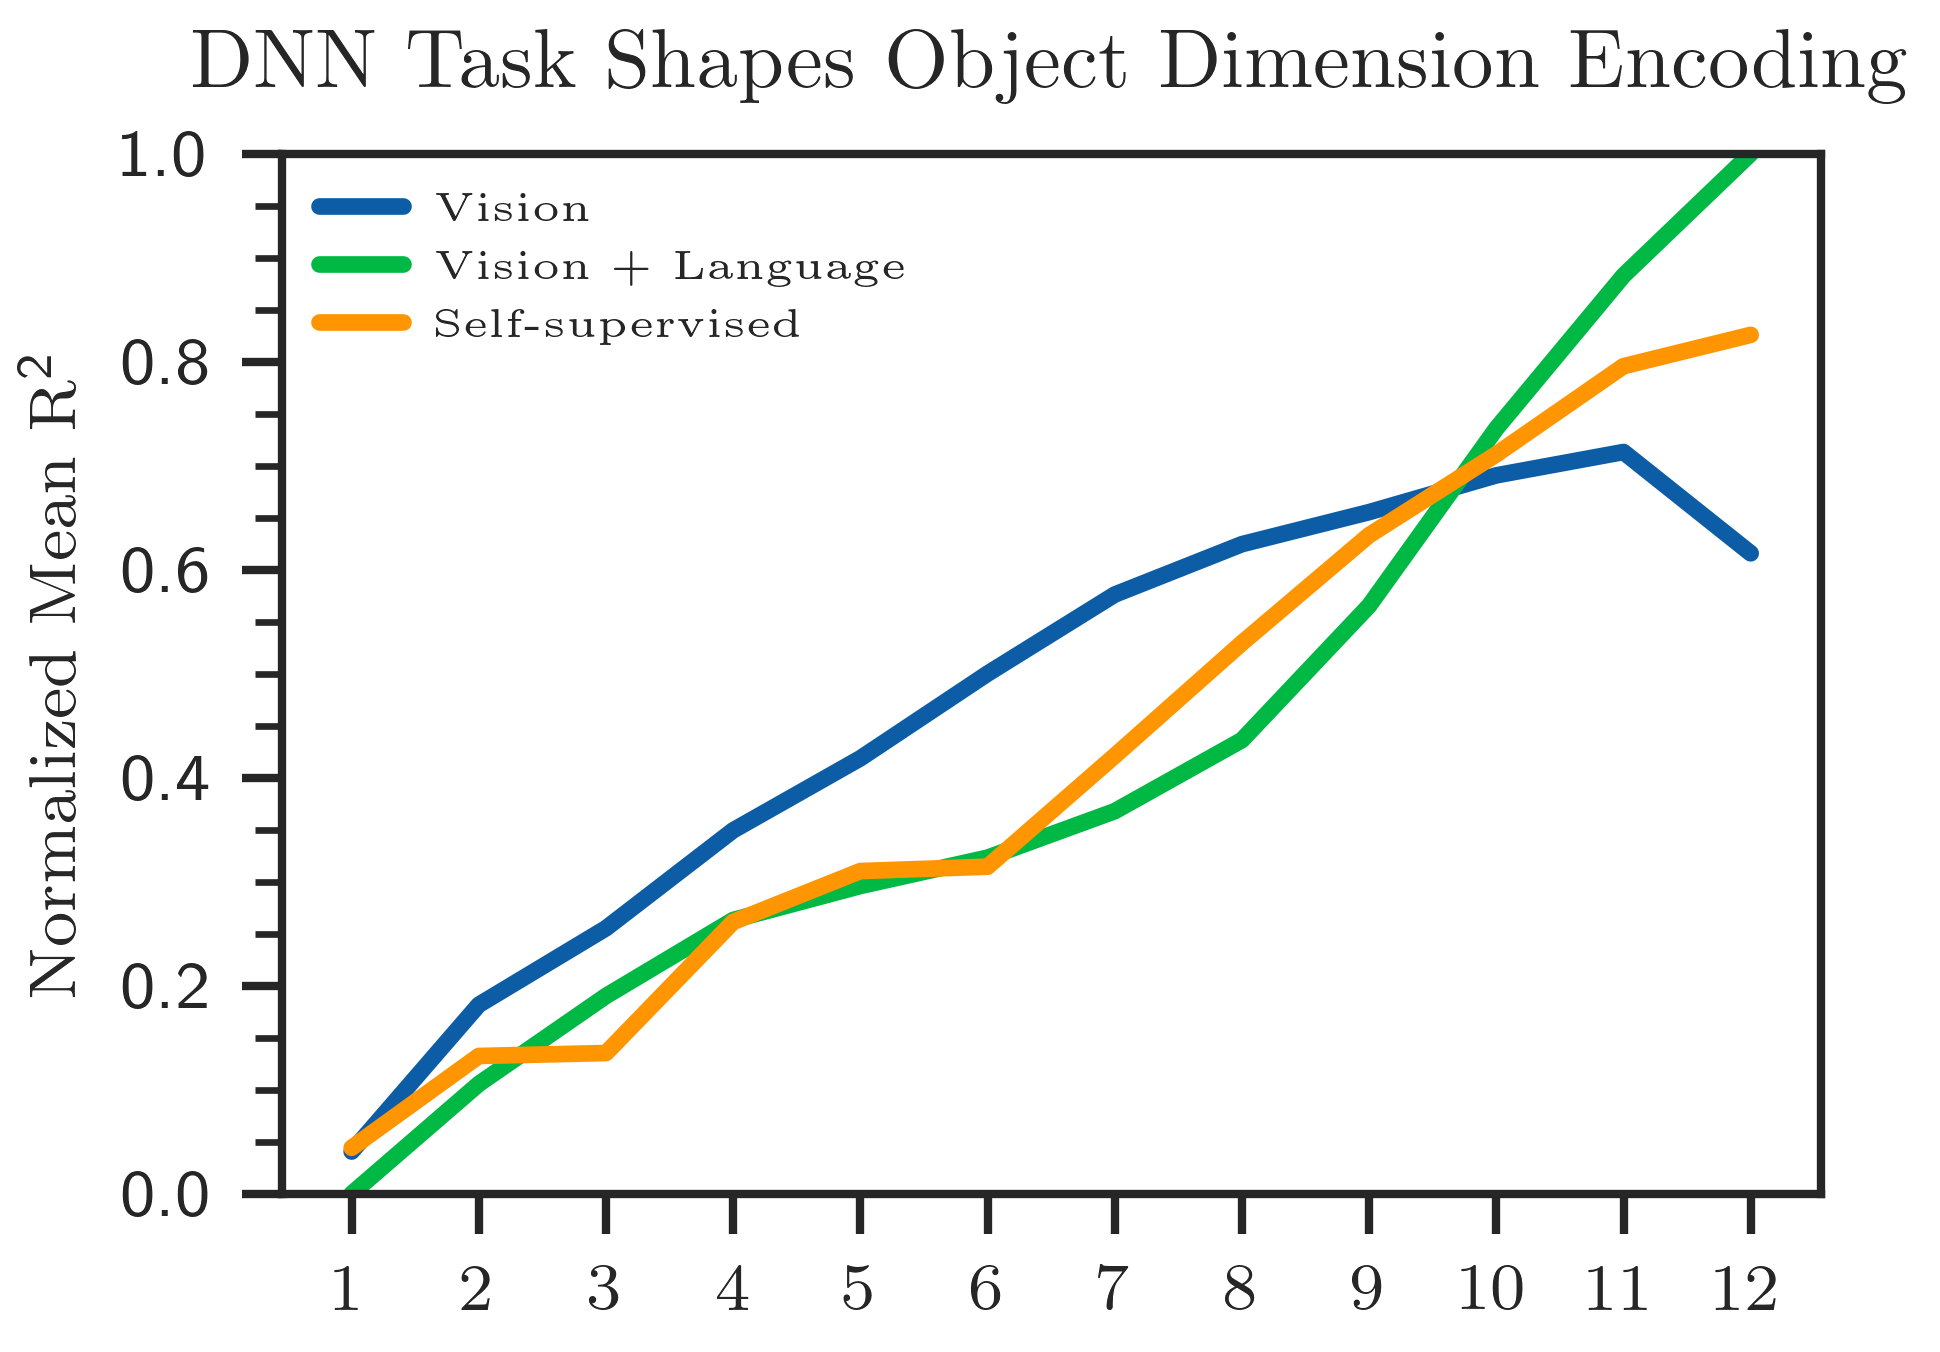 DNN Task Shapes Object Dimension Encoding
Normalized Mean R²
1.0
0.8
0.6
0.4
0.2
0.0
Vision
Vision + Language
Self-supervised
1 2 3 4 5 6 7 8 9 10 11 12